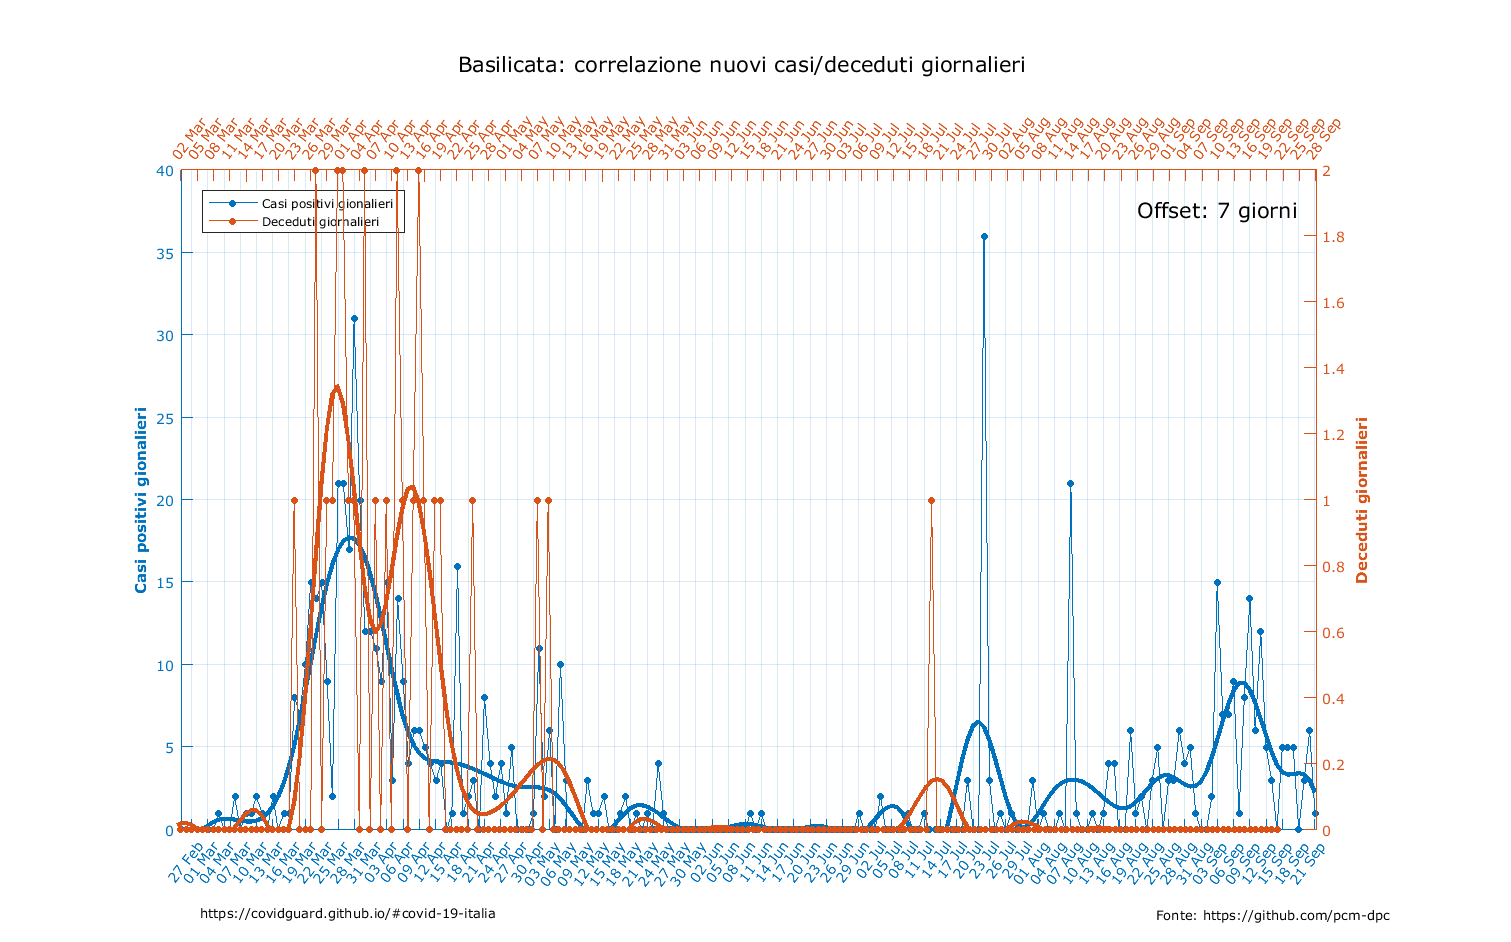 Basilicata: correlazione nuovi casi/deceduti giornalieri
02 Mar
05 Mar
08 Mar
11 Mar
14 Mar
17 Mar
20 Mar
23 Mar
26 Mar
29 Mar
01 Apr
04 Apr
07 Apr
10 Apr
13 Apr
16 Apr
19 Apr
22 Apr
25 Apr
28 Apr
01 May
04 May
07 May
10 May
13 May
16 May
19 May
22 May
25 May
28 May
31 May
03 Jun
06 Jun
09 Jun
12 Jun
15 Jun
18 Jun
21 Jun
24 Jun
27 Jun
30 Jun
03 Jul
06 Jul
09 Jul
12 Jul
15 Jul
18 Jul
21 Jul
24 Jul
27 Jul
30 Jul
02 Aug
05 Aug
08 Aug
11 Aug
14 Aug
17 Aug
20 Aug
23 Aug
26 Aug
29 Aug
01 Sep
04 Sep
07 Sep
10 Sep
13 Sep
16 Sep
19 Sep
22 Sep
25 Sep
28 Sep
40
35
30
25
20
15
10
5
0
Casi positivi gionalieri
Casi positivi gionalieri
Deceduti giornalieri
Offset: 7 giorni
2
1.8
1.6
1.4
1.2
1
0.8
0.6
0.4
0.2
0
Deceduti giornalieri
27 Feb
01 Mar
04 Mar
07 Mar
10 Mar
13 Mar
16 Mar
19 Mar
22 Mar
25 Mar
28 Mar
31 Mar
03 Apr
06 Apr
09 Apr
12 Apr
15 Apr
18 Apr
21 Apr
24 Apr
27 Apr
30 Apr
03 May
06 May
09 May
12 May
15 May
18 May
21 May
24 May
27 May
30 May
02 Jun
05 Jun
08 Jun
11 Jun
14 Jun
17 Jun
20 Jun
23 Jun
26 Jun
29 Jun
02 Jul
05 Jul
08 Jul
11 Jul
14 Jul
17 Jul
20 Jul
23 Jul
26 Jul
29 Jul
01 Aug
04 Aug
07 Aug
10 Aug
13 Aug
16 Aug
19 Aug
22 Aug
25 Aug
28 Aug
31 Aug
03 Sep
06 Sep
09 Sep
12 Sep
15 Sep
18 Sep
21 Sep
https://covidguard.github.io/#covid-19-italia
Fonte: https://github.com/pcm-dpc